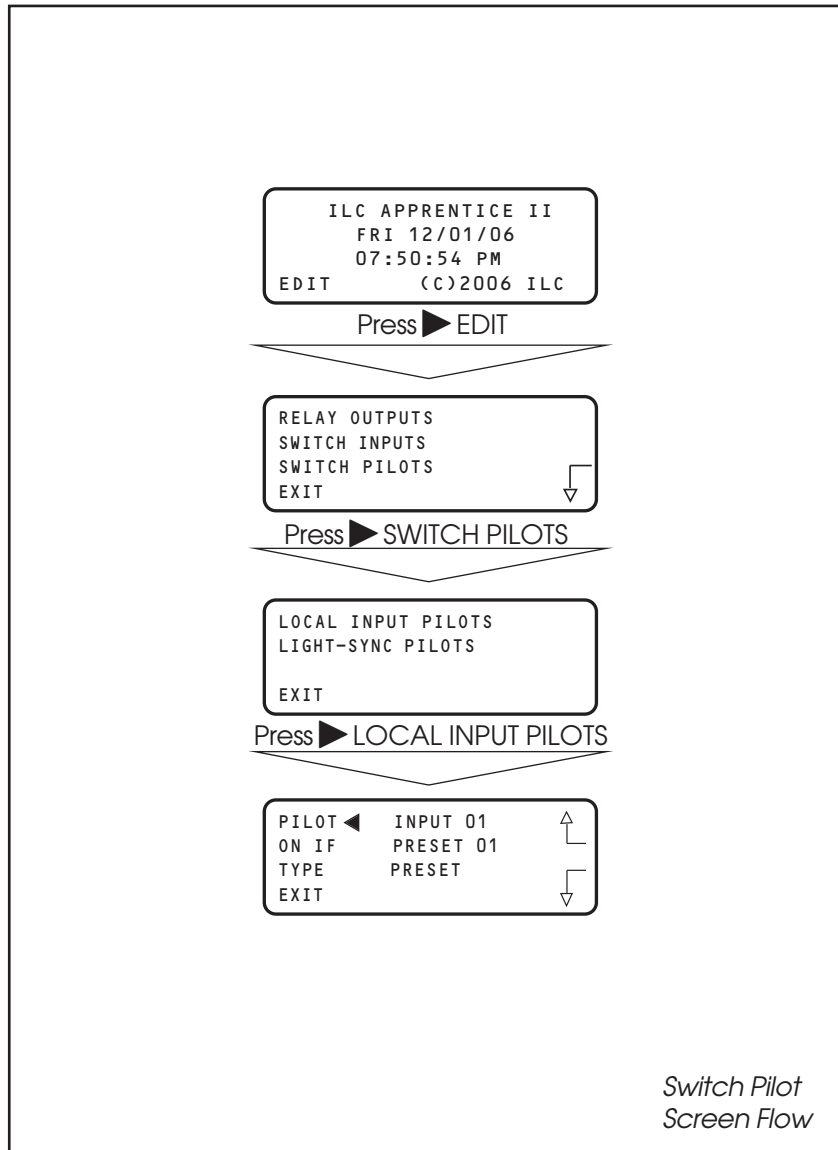 ILC APPRENTICE II
FRI 12/01/06
07:50:54 PM
EDIT (C)2006 ILC
Press ▶ EDIT
RELAY OUTPUTS
SWITCH INPUTS
SWITCH PILOTS
EXIT
Press ▶ SWITCH PILOTS
LOCAL INPUT PILOTS
LIGHT-SYNC PILOTS
EXIT
Press ▶ LOCAL INPUT PILOTS
PILOT ◀ INPUT 01
ON IF PRESET 01
TYPE PRESET
EXIT
Switch Pilot
Screen Flow